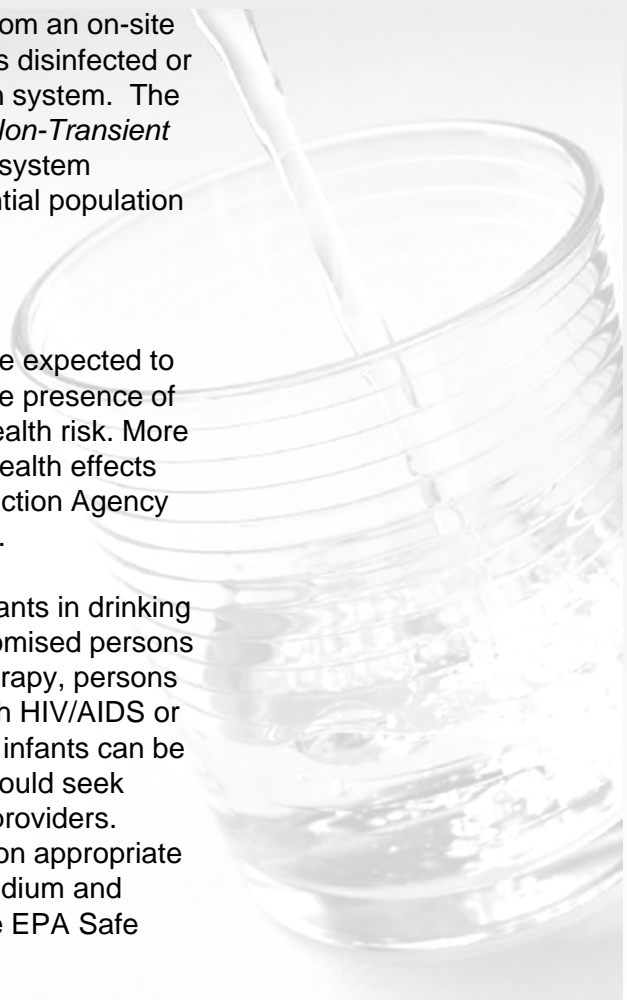 om an on-site
s disinfected or
n system.  The
lon-Transient
system
ntial population
e expected to
e presence of
ealth risk. More
ealth effects
ction Agency
.
ants in drinking
omised persons
rapy, persons
h HIV/AIDS or
infants can be
ould seek
providers.
on appropriate
dium and
e EPA Safe